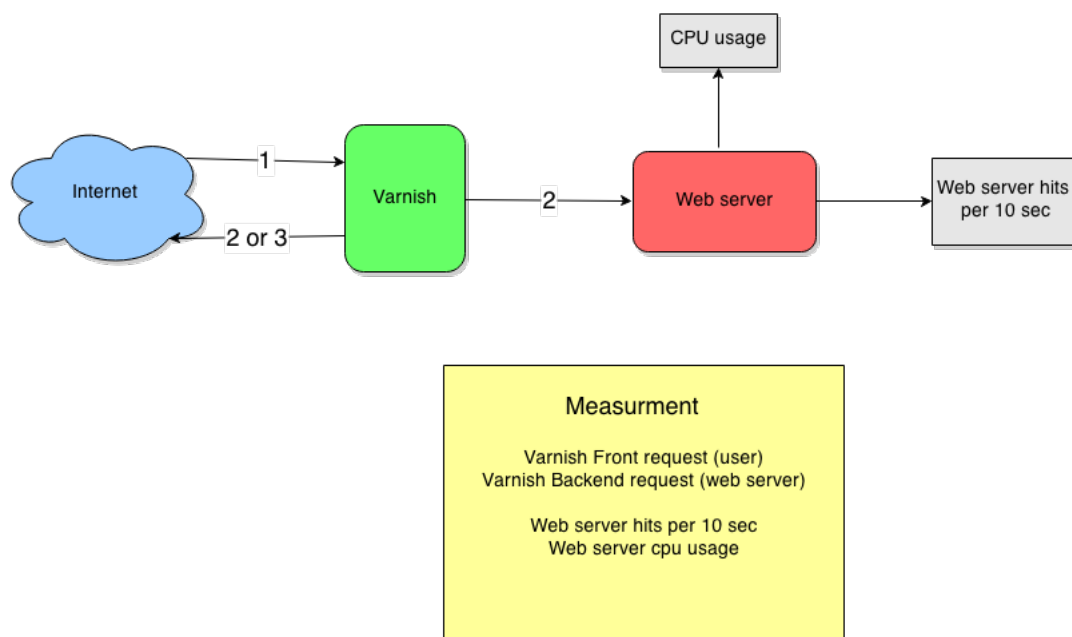 CPU usage
Internet
1
2 or 3
Varnish
2
Web server
Web server hits
per 10 sec
Measurment
Varnish Front request (user)
Varnish Backend request (web server)
Web server hits per 10 sec
Web server cpu usage